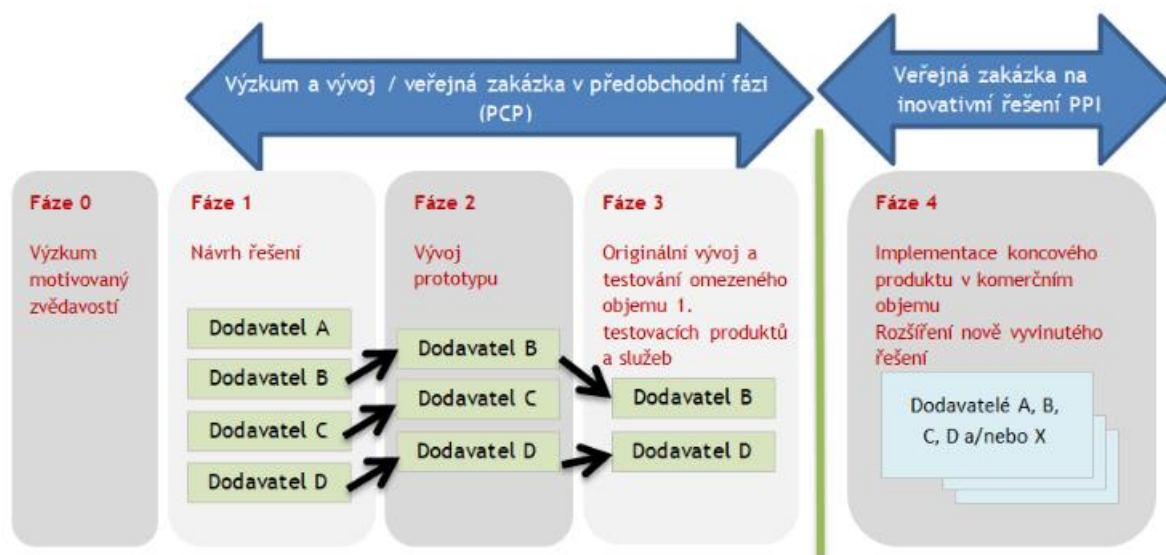 Výzkum a vývoj / veřejná zakázka v předobchodní fázi
(PCP)
Veřejná zakázka na
inovativní řešení PPI
Fáze 0
Výzkum
motivovaný
zvědavostí
Fáze 1
Návrh řešení
Dodavatel A
Dodavatel B
Dodavatel C
Dodavatel D
Fáze 2
Vývoj
prototypu
Dodavatel B
Dodavatel C
Dodavatel D
Fáze 3
Originální vývoj a
testování omezeného
objemu 1.
testovacích produktů
a služeb
Dodavatel B
Dodavatel D
Fáze 4
Implementace koncového
produktu v komerčním
objemu
Rozšíření nově vyvinutého
řešení
Dodavatelé A, B,
C, D a/nebo X